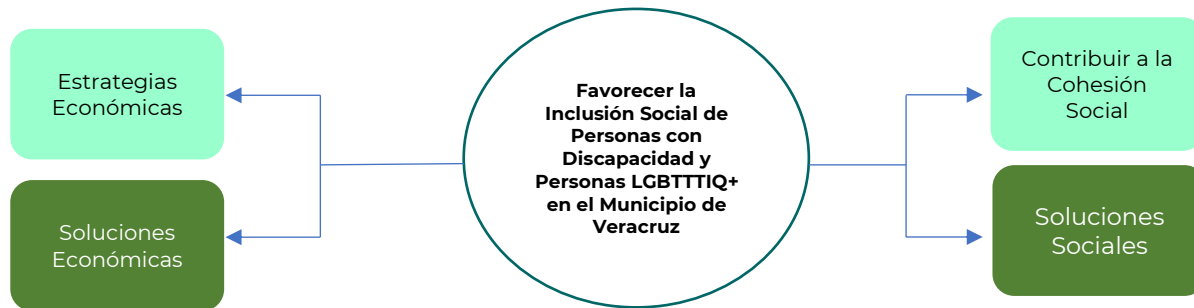 Estrategias
Económicas
Soluciones
Económicas
Favorecer la
Inclusión Social de
Personas con
Discapacidad y
Personas LGBTTTIQ+
en el Municipio de
Veracruz
Contribuir a la
Cohesión
Social
Soluciones
Sociales